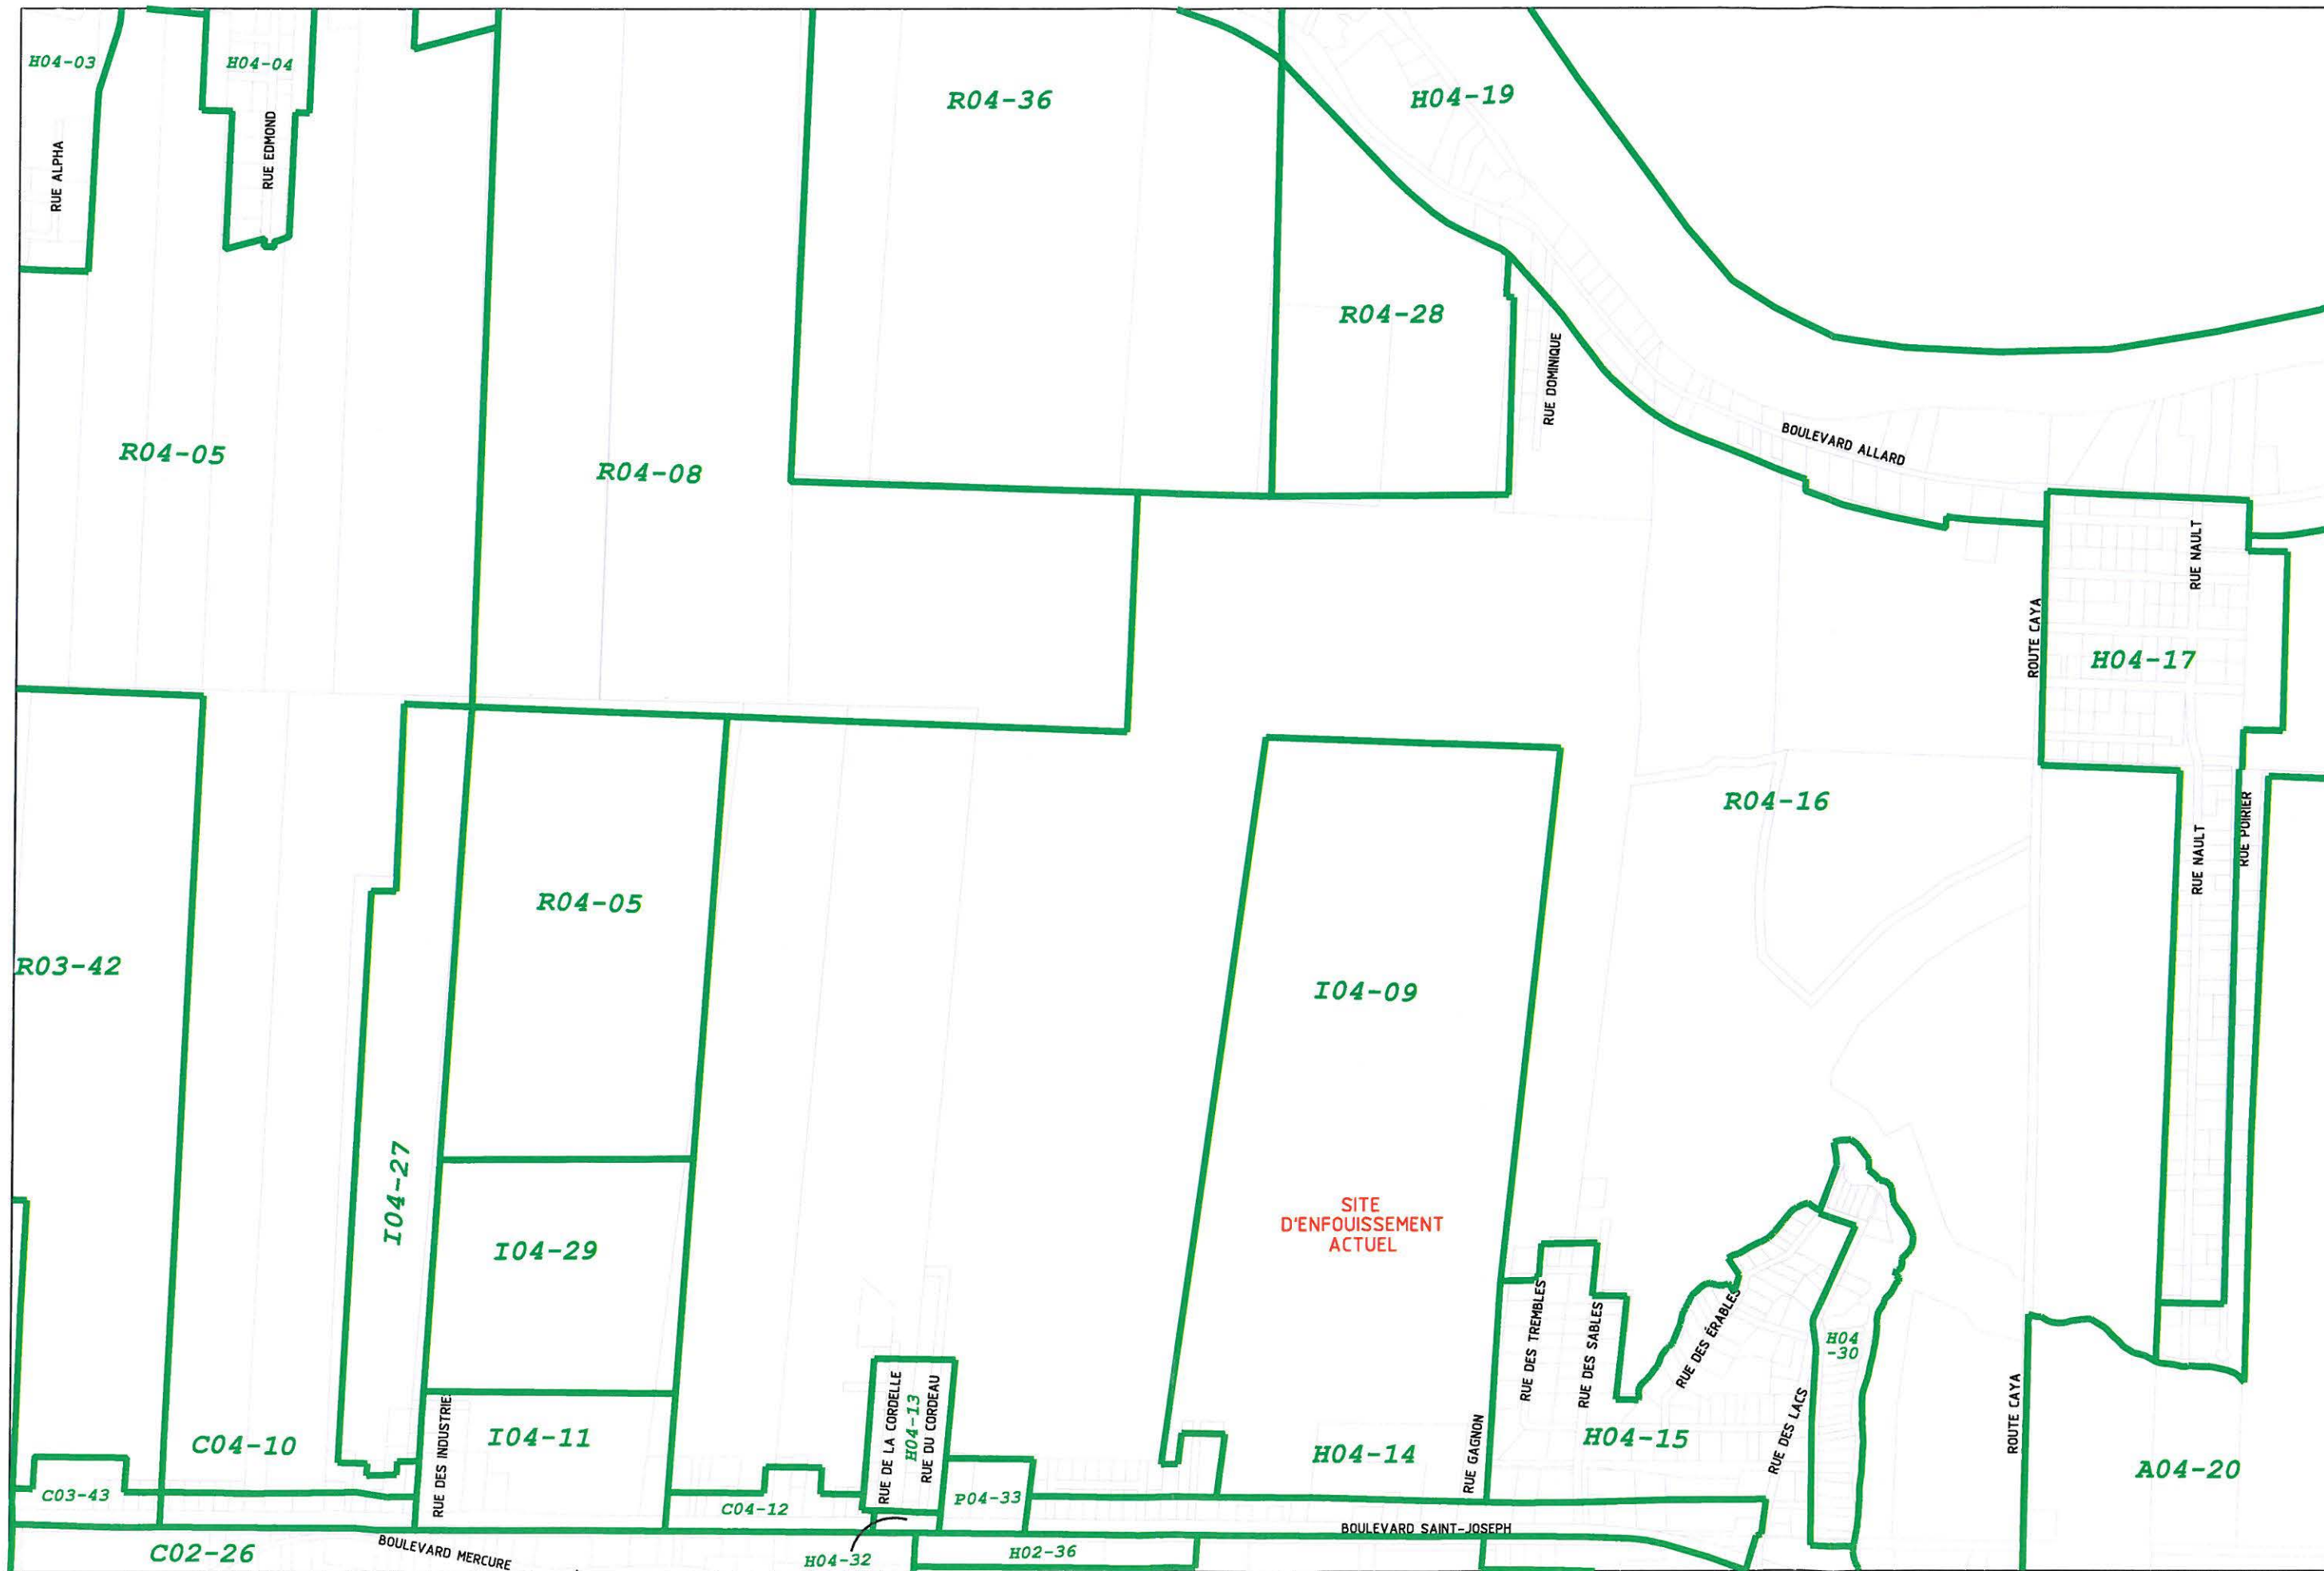 H04-03
H04-04
R04-36
H04-19
RUE ALPHA
RUE EDMOND
R04-28
RUE DOMINIQUE
R04-05
R04-08
BOULEVARD ALLARD
RUE NAULT
ROUTE CAYA
H04-17
R04-16
RUE NAULT
RUE POIRIER
R04-05
R03-42
I04-09
I04-27
SITE
D'ENFOUISSEMENT
ACTUEL
I04-29
RUE DES TREMBLES
RUE DES SABLES
RUE DES ÉRABLES
H04
-30
RUE DE LA CORDELLE
H04-13
RUE DU CORDEAU
ROUTE CAYA
C04-10
RUE DES INDUSTRIES
I04-11
H04-14
RUE GAGNON
H04-15
RUE DES LACS
A04-20
C03-43
C04-12
P04-33
BOULEVARD SAINT-JOSEPH
C02-26
BOULEVARD MERCURE
H04-32
H02-36